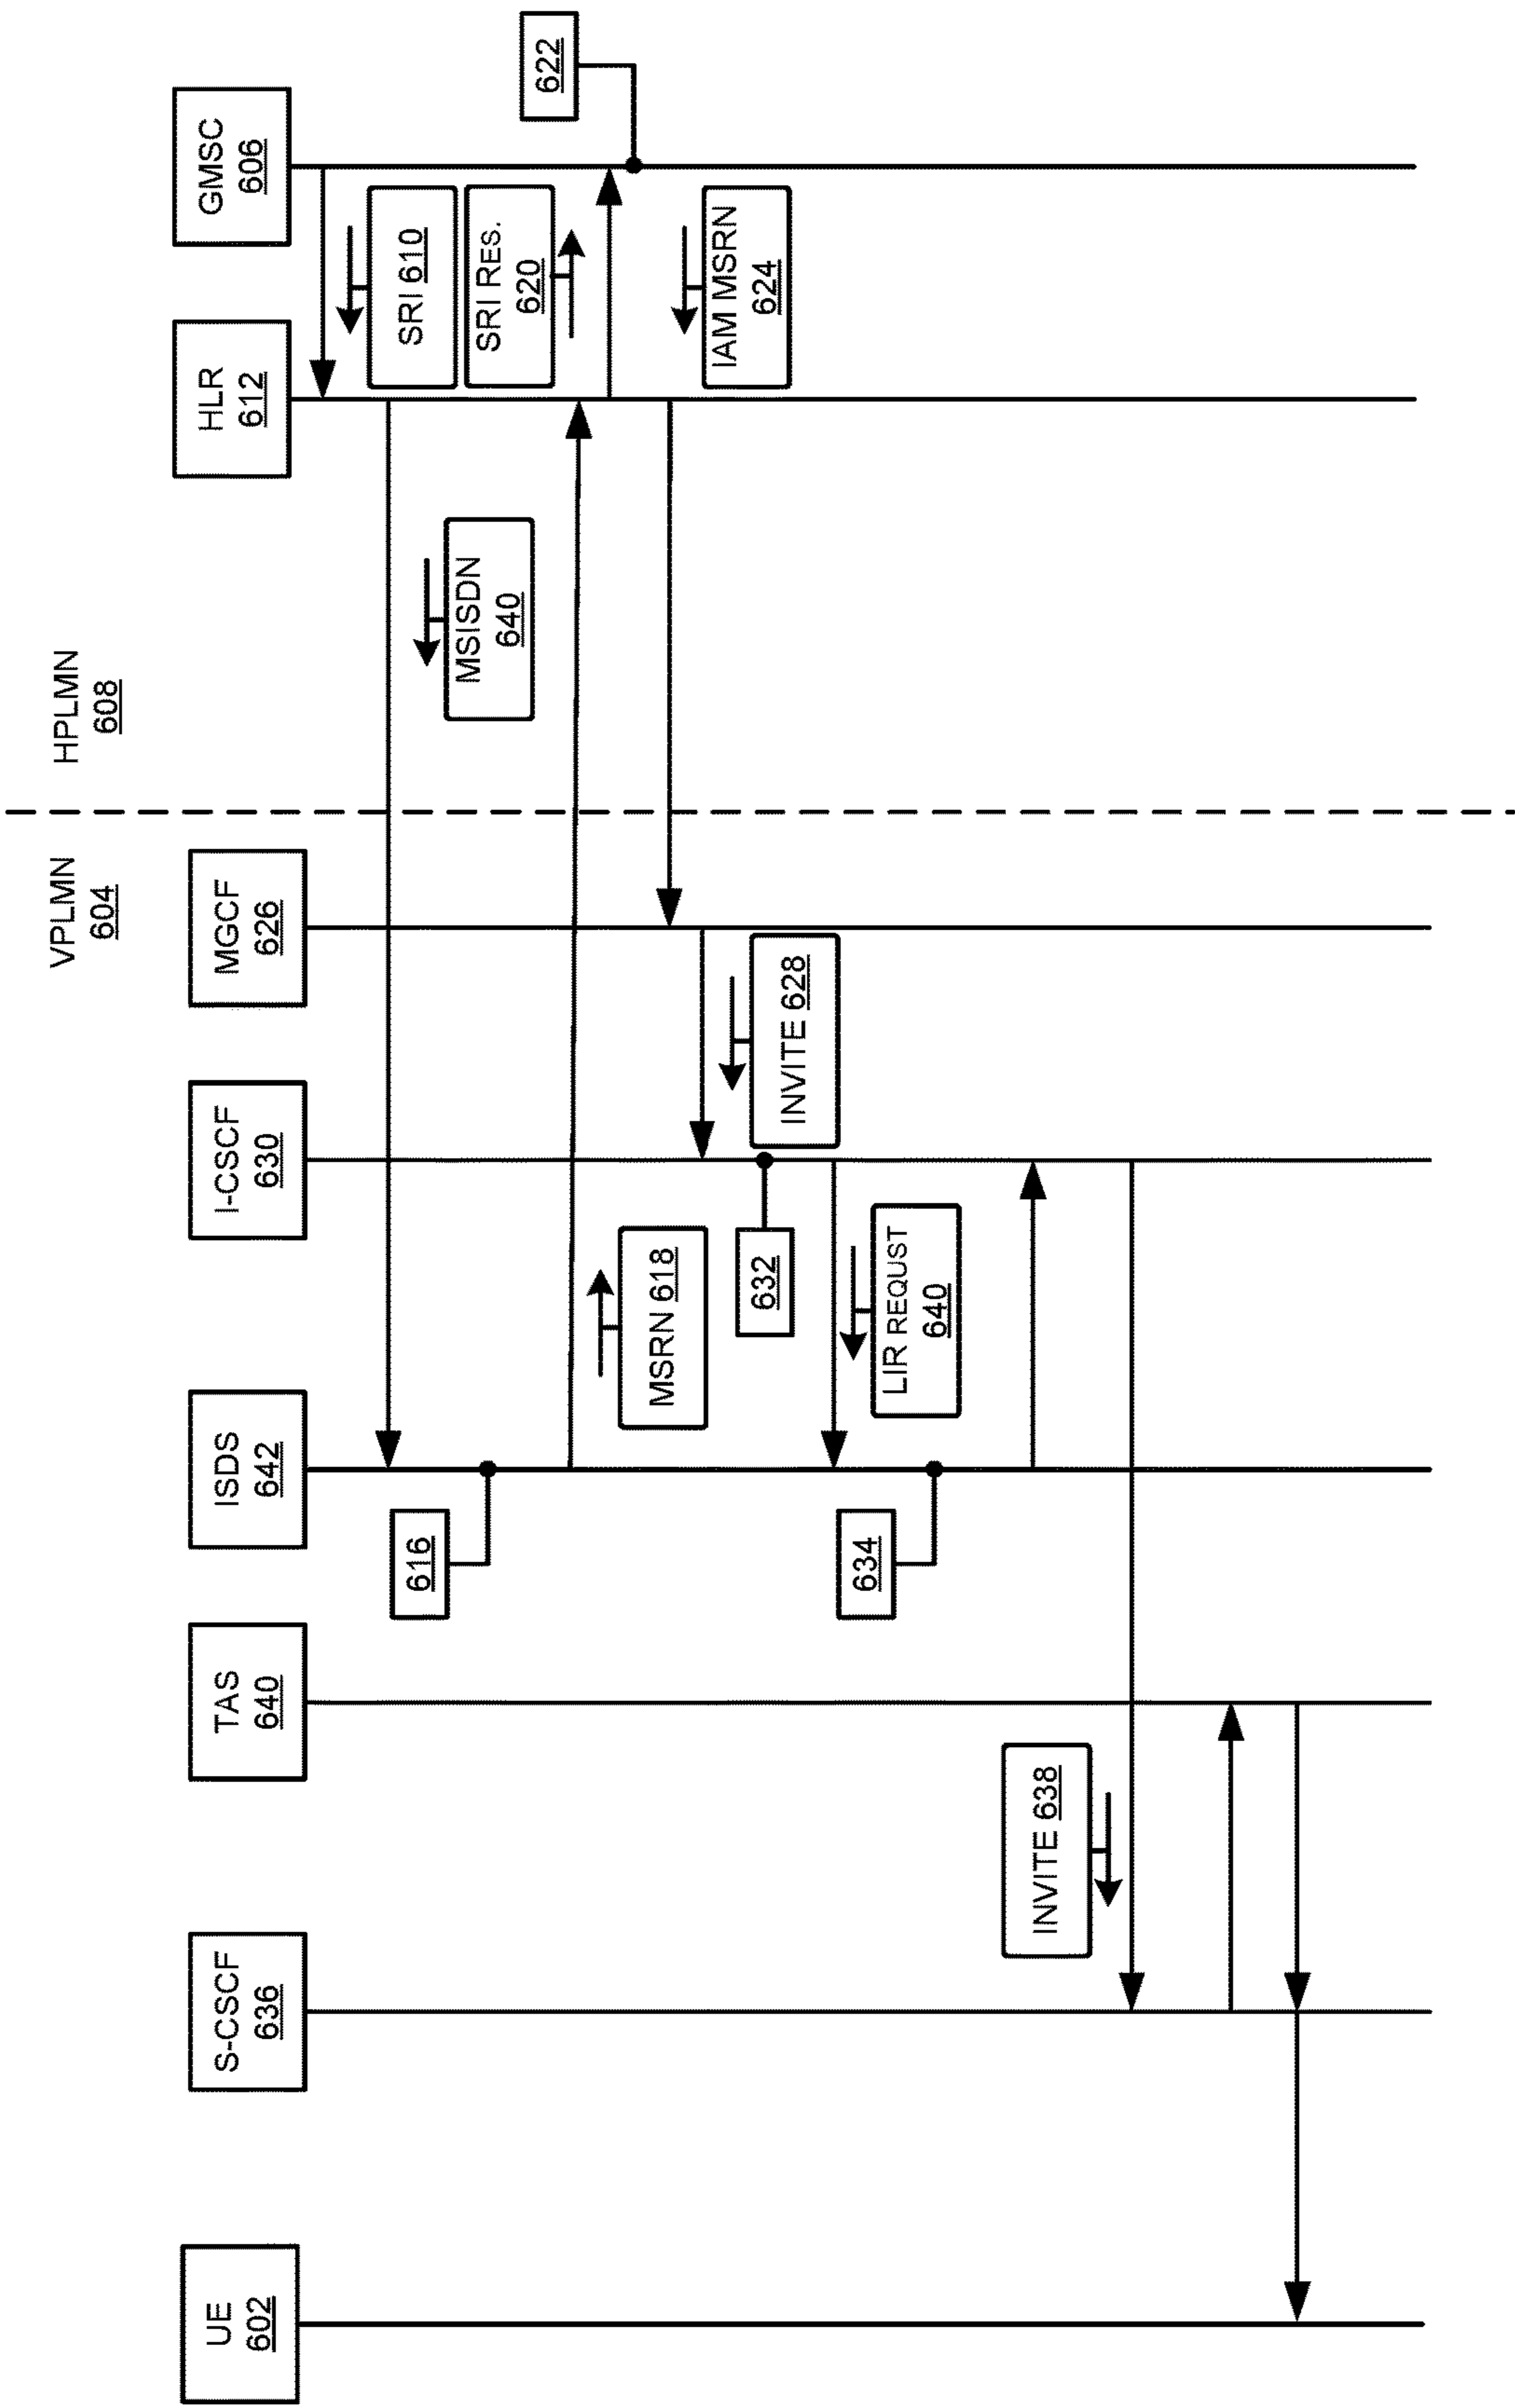 VPLMN
604
HPLMN
608
UE
602
S-CSCF
636
TAS
640
ISDS
642
I-CSCF
630
MGCF
626
HLR
612
GMSC
606
SRI 610
616
MSISDN
640
SRI RES.
620
622
MSRN 618
IAM MSRN
624
632
INVITE 628
634
LIR REQUST
640
INVITE 638